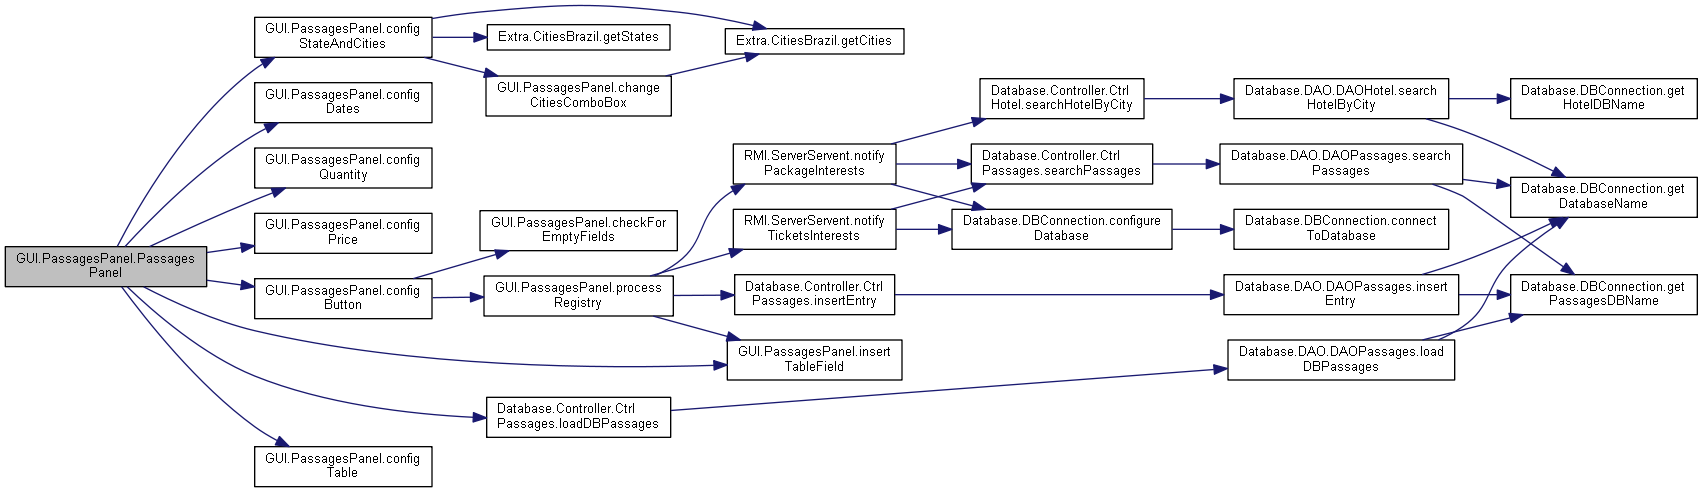 GUI.PassagesPanel.Passages
Panel
GUI.PassagesPanel.config
StateAndCities
GUI.PassagesPanel.config
Dates
GUI.PassagesPanel.config
Quantity
GUI.PassagesPanel.config
Price
GUI.PassagesPanel.config
Button
GUI.PassagesPanel.config
Table
Extra.CitiesBrazil.getStates
GUI.PassagesPanel.change
CitiesComboBox
GUI.PassagesPanel.checkFor
EmptyFields
GUI.PassagesPanel.process
Registry
Database.Controller.Ctrl
Passages.loadDBPassages
Extra.CitiesBrazil.getCities
RMI.ServerServent.notify
PackageInterests
RMI.ServerServent.notify
TicketsInterests
Database.Controller.Ctrl
Passages.insertEntry
GUI.PassagesPanel.insert
TableField
Database.Controller.Ctrl
Hotel.searchHotelByCity
Database.Controller.Ctrl
Passages.searchPassages
Database.DBConnection.configure
Database
Database.DAO.DAOHotel.search
HotelByCity
Database.DAO.DAOPassages.search
Passages
Database.DBConnection.connect
ToDatabase
Database.DAO.DAOPassages.insert
Entry
Database.DAO.DAOPassages.load
DBPassages
Database.DBConnection.get
HotelDBName
Database.DBConnection.get
DatabaseName
Database.DBConnection.get
PassagesDBName